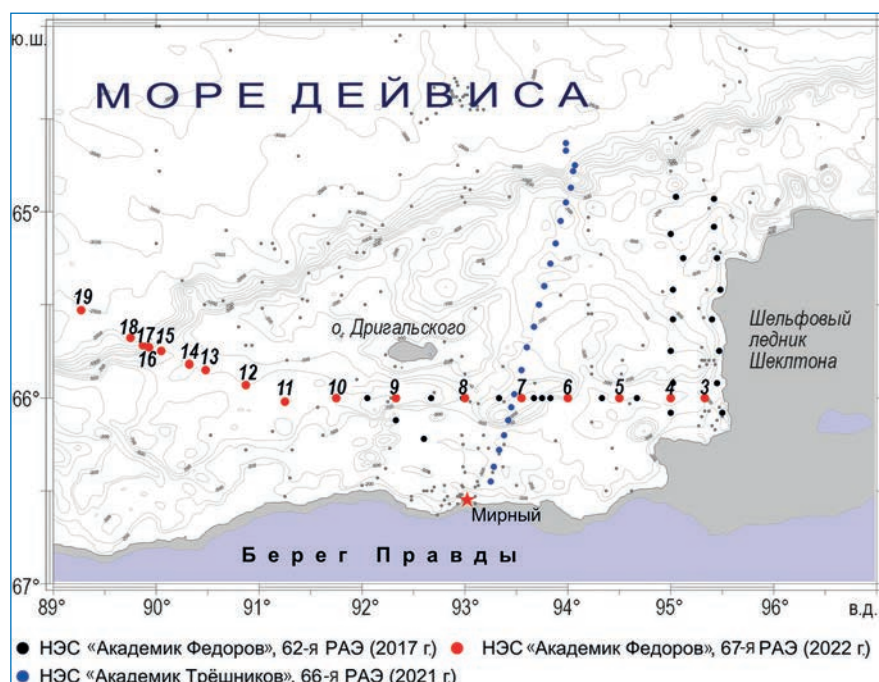 ю.ш.
МОРЕ ДЕЙВИСА
65°
19
18 17 15
16
14 13
о. Дригальского
Шельфовый
ледник
Шеклтона
12
11 10 9 8 7 6 5 4 3
66°
Мирный
Берег Правды
67°
89° 90° 91° 92° 93° 94° 95° 96° в.д.
НЭС «Академик Федоров», 62-я РАЭ (2017 г.) НЭС «Академик Федоров», 67-я РАЭ (2022 г.)
НЭС «Академик Трёшников», 66-я РАЭ (2021 г.)